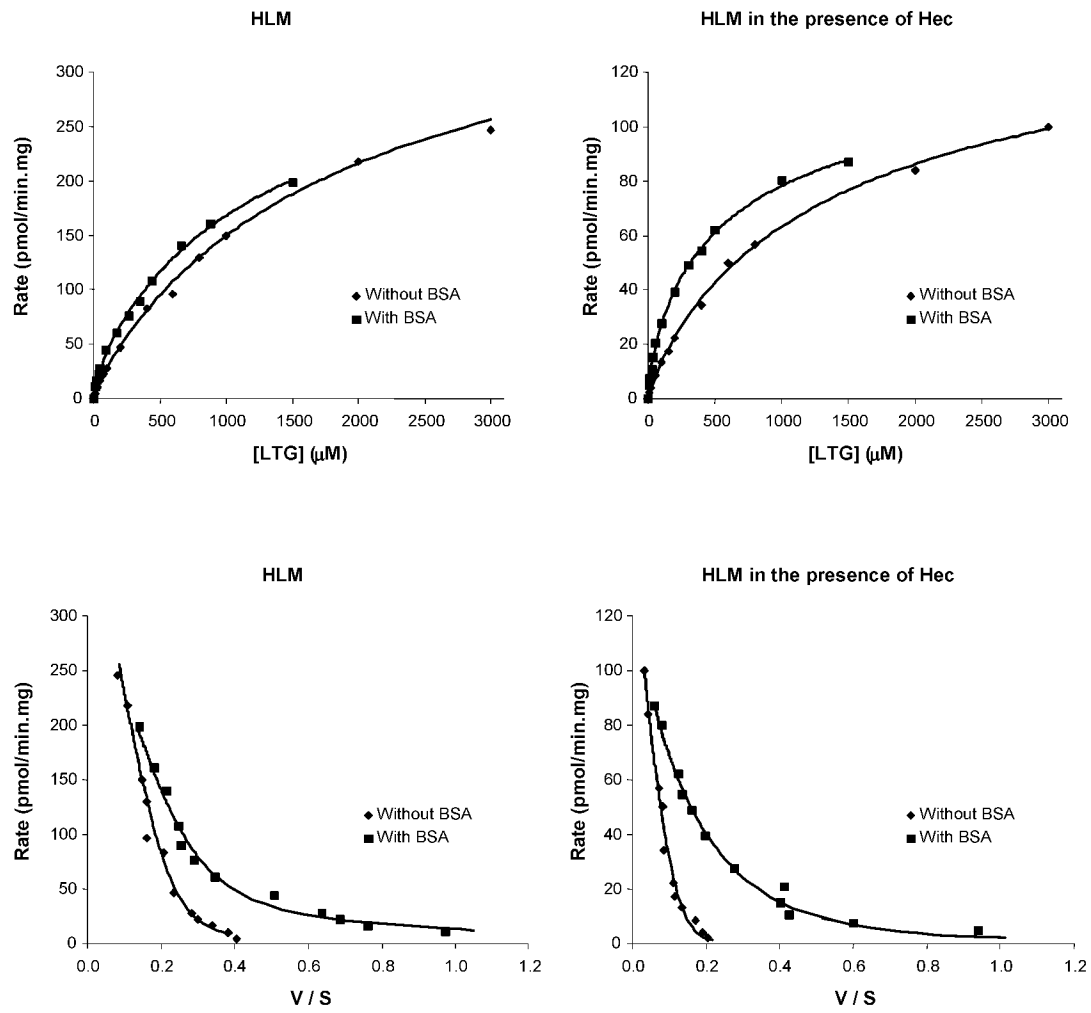 HLM
300
250
200
150
100
50
0
Rate (pmol/min.mg)
Without BSA
With BSA
0 500 1000 1500 2000 2500 3000
[LTG] (μM)
HLM in the presence of Hec
120
100
80
60
40
20
0
Rate (pmol/min.mg)
Without BSA
With BSA
0 500 1000 1500 2000 2500 3000
[LTG] (μM)
HLM
300
250
200
150
100
50
0
Rate (pmol/min.mg)
Without BSA
With BSA
0.0 0.2 0.4 0.6 0.8 1.0 1.2
V / S
HLM in the presence of Hec
120
100
80
60
40
20
0
Rate (pmol/min.mg)
Without BSA
With BSA
0.0 0.2 0.4 0.6 0.8 1.0 1.2
V / S